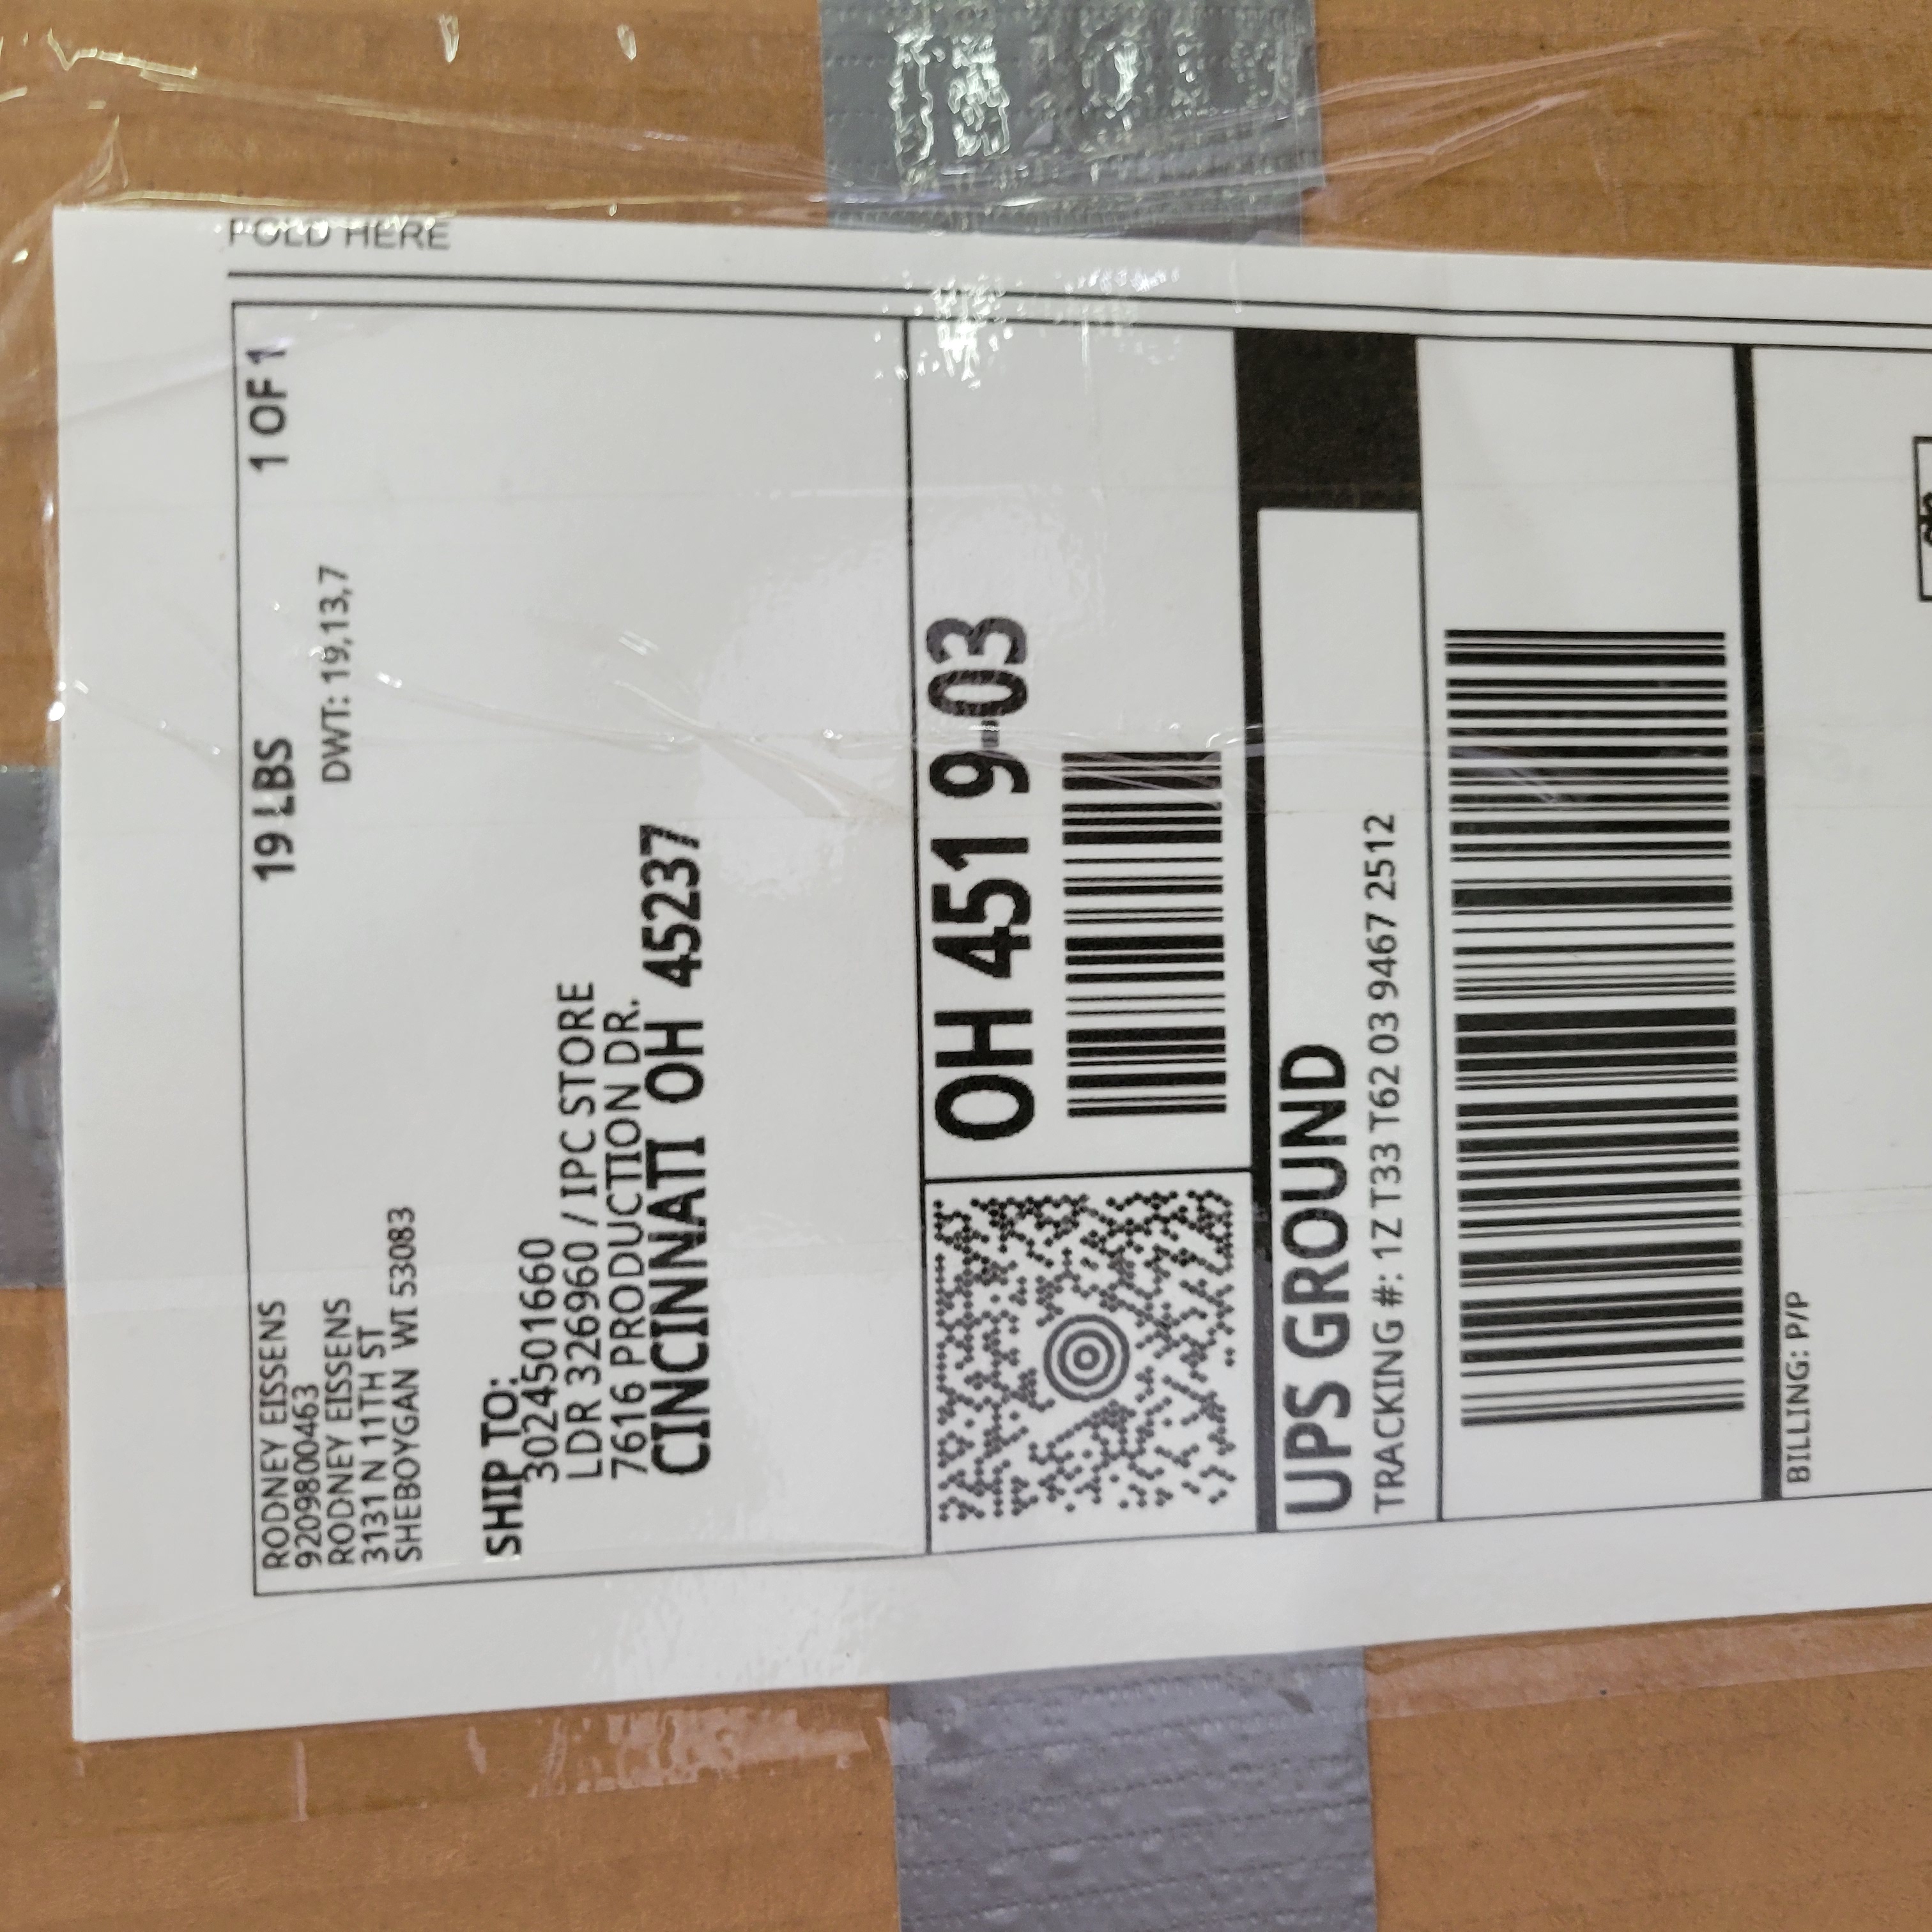 FOLD HERE
RODNEY EISSENS
9209800463
RODNEY EISSENS
3131 N 11TH ST
SHEBOYGAN WI 53083
19 LBS
1 OF 1
DWT: 19,13,7
SHIP TO:
3024501660
LDR 326960 / IPC STORE
7616 PRODUCTION DR.
CINCINNATI OH 45237
OH 451 9-03
UPS GROUND
TRACKING #: 1Z T33 T62 03 9467 2512
BILLING: P/P